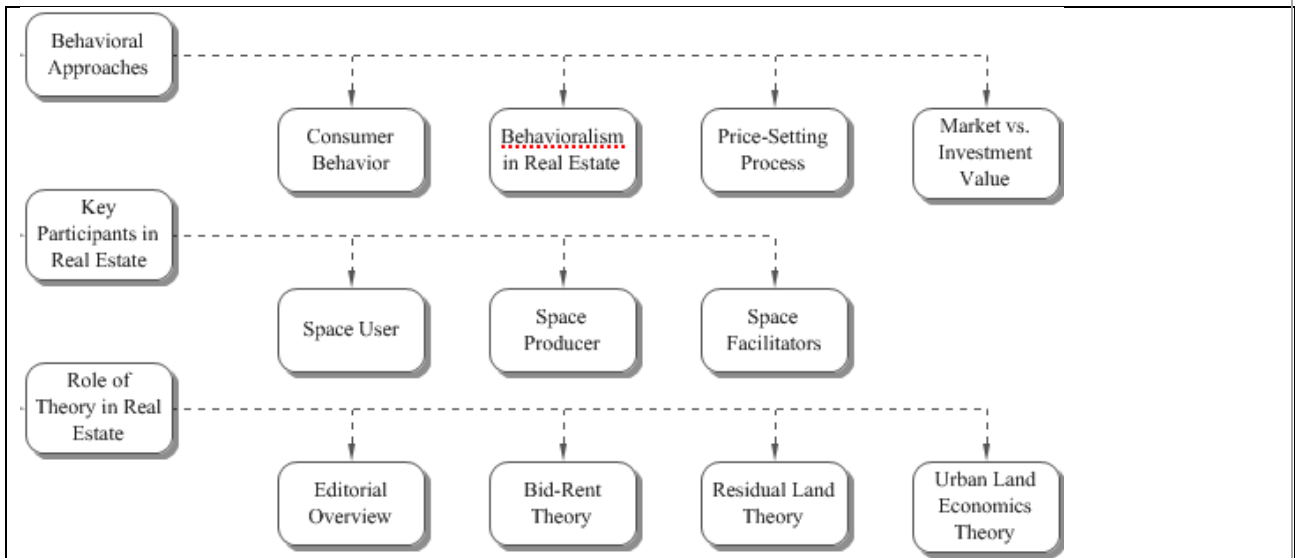 Behavioral
Approaches
Consumer
Behavior
Behavioralism
in Real Estate
Price-Setting
Process
Market vs.
Investment
Value
Key
Participants in
Real Estate
Space User
Space
Producer
Space
Facilitators
Role of
Theory in Real
Estate
Editorial
Overview
Bid-Rent
Theory
Residual Land
Theory
Urban Land
Economics
Theory